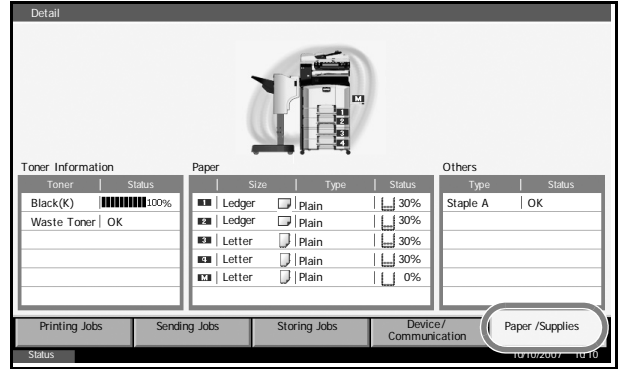 Detail
M
1
2
3
4
Toner Information
Toner Status
Black(K) 100%
Waste Toner OK
Paper
Size Type Status
1 Ledger Plain 30%
2 Ledger Plain 30%
3 Letter Plain 30%
4 Letter Plain 30%
M Letter Plain 0%
Others
Type Status
Staple A OK
Printing Jobs
Sending Jobs
Storing Jobs
Device/
Communication
Paper /Supplies
Status
10/10/2007 10:10